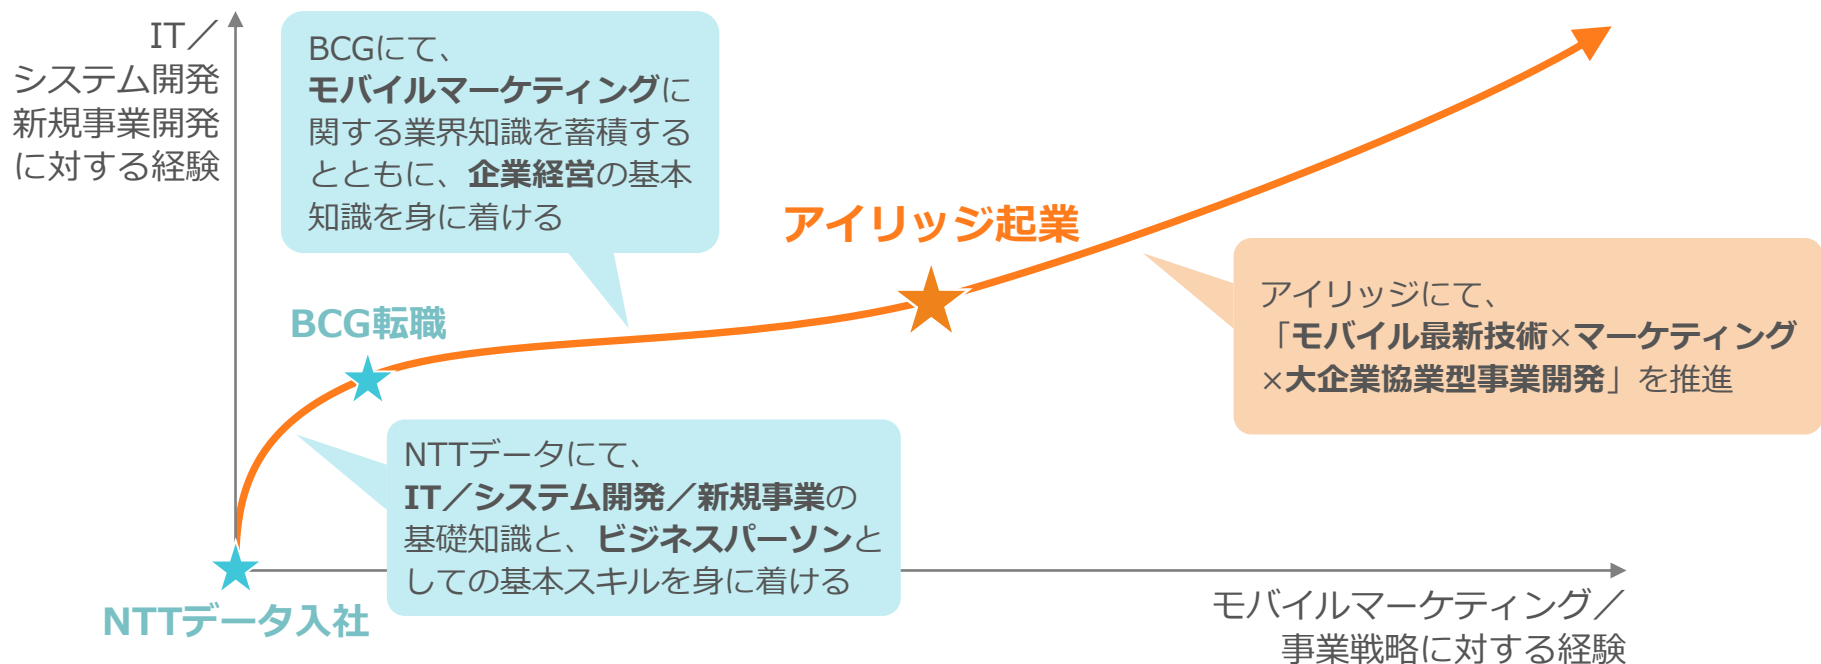 IT／
システム開発
新規事業開発
に対する経験
BCGにて、
モバイルマーケティングに
関する業界知識を蓄積する
とともに、企業経営の基本
知識を身に着ける
アイリッジ起業
BCG転職
アイリッジにて、
「モバイル最新技術×マーケティング
×大企業協業型事業開発」を推進
NTTデータにて、
IT／システム開発／新規事業の
基礎知識と、ビジネスパーソンと
しての基本スキルを身に着ける
NTTデータ入社
モバイルマーケティング／
事業戦略に対する経験